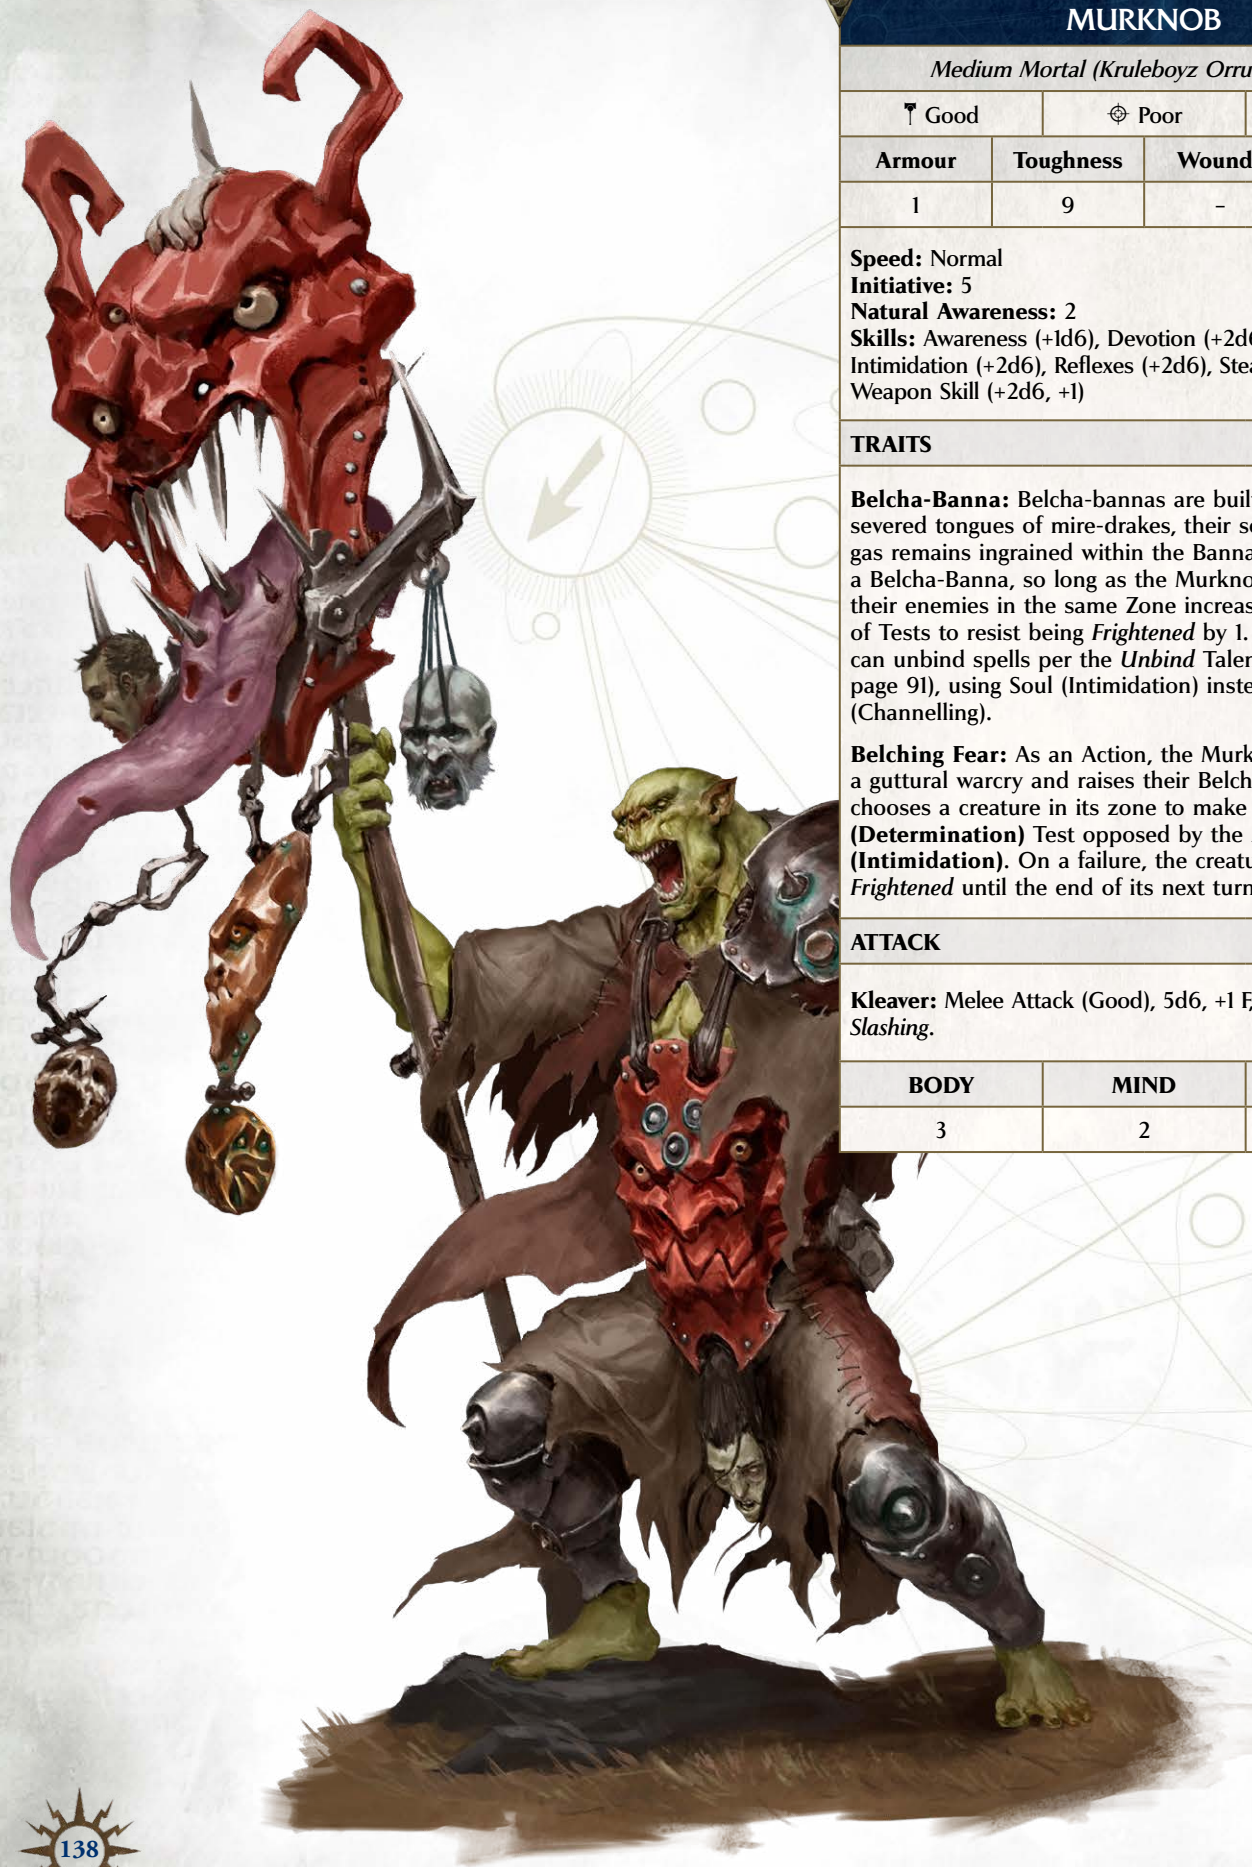 MURKNOB
Medium Mortal (Kruleboyz Orru
Good Poor
Armour Toughness Wound
1 9 –
Speed: Normal
Initiative: 5
Natural Awareness: 2
Skills: Awareness (+1d6), Devotion (+2d6
Intimidation (+2d6), Reflexes (+2d6), Stea
Weapon Skill (+2d6, +1)
TRAITS
Belcha-Banna: Belcha-bannas are buil
severed tongues of mire-drakes, their so
gas remains ingrained within the Banna
a Belcha-Banna, so long as the Murkno
their enemies in the same Zone increas
of Tests to resist being Frightened by 1.
can unbind spells per the Unbind Talen
page 91), using Soul (Intimidation) inste
(Channelling).
Belching Fear: As an Action, the Murk
a guttural warcry and raises their Belch
chooses a creature in its zone to make
(Determination) Test opposed by the
(Intimidation). On a failure, the creatu
Frightened until the end of its next turn
ATTACK
Kleaver: Melee Attack (Good), 5d6, +1 F,
Slashing.
BODY MIND
3 2
138